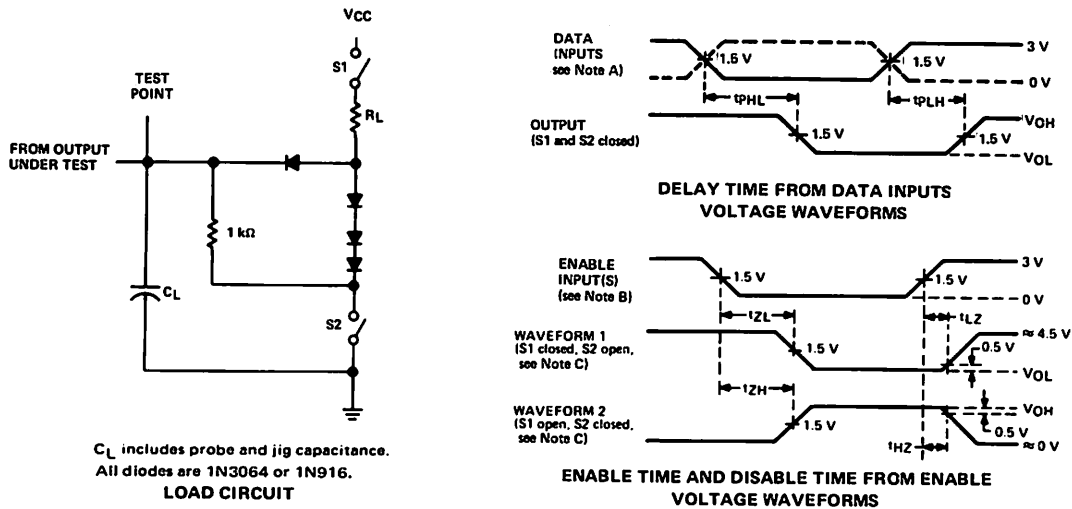 VCC
S1
TEST
POINT
RL
FROM OUTPUT
UNDER TEST
1 kΩ
CL
S2
CL includes probe and jig capacitance.
All diodes are 1N3064 or 1N916.
LOAD CIRCUIT
DATA
INPUTS
see Note A)
1.5 V
1.5 V
3 V
0 V
tPHL
tPLH
OUTPUT
(S1 and S2 closed)
1.5 V
1.5 V
VOH
VOL
DELAY TIME FROM DATA INPUTS
VOLTAGE WAVEFORMS
ENABLE
INPUT(S)
(see Note B)
1.5 V
1.5 V
3 V
0 V
tZL
tLZ
WAVEFORM 1
(S1 closed, S2 open,
see Note C)
1.5 V
≈ 4.5 V
0.5 V
VOL
tZH
WAVEFORM 2
(S1 open, S2 closed,
see Note C)
1.5 V
VOH
0.5 V
≈ 0 V
tHZ
ENABLE TIME AND DISABLE TIME FROM ENABLE
VOLTAGE WAVEFORMS